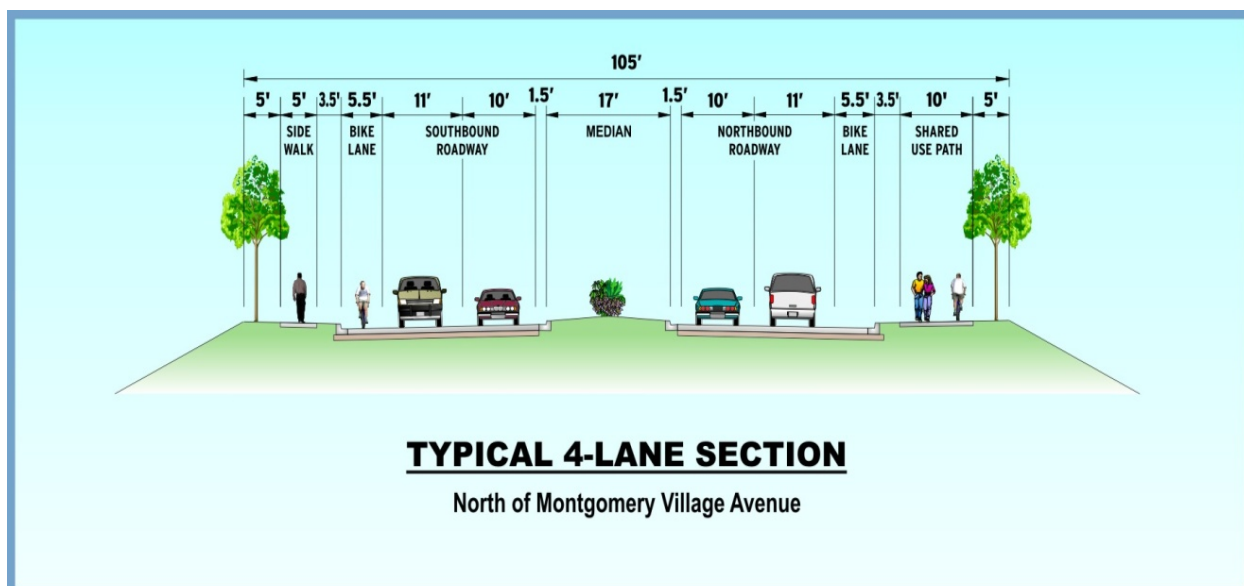 105'
5' 5' 3.5' 5.5' 11' 10' 1.5' 17' 1.5' 10' 11' 5.5' 3.5' 10' 5'
SIDE WALK
BIKE LANE
SOUTHBOUND ROADWAY
MEDIAN
NORTHBOUND ROADWAY
BIKE LANE
SHARED USE PATH
TYPICAL 4-LANE SECTION
North of Montgomery Village Avenue